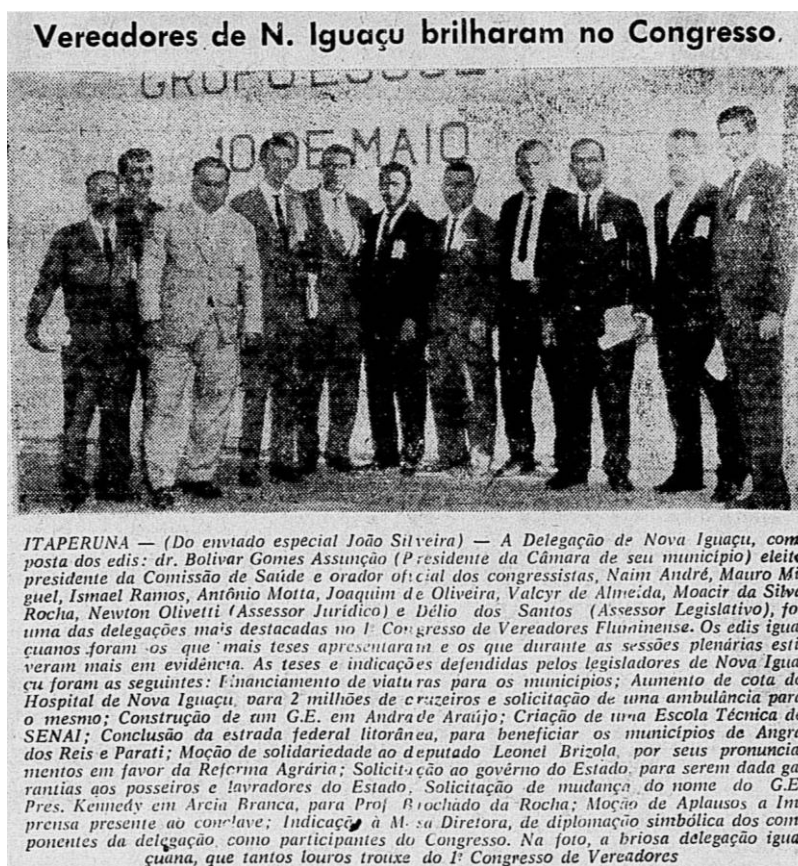 Vereadores de N. Iguaçu brilharam no Congresso.
GRUPO ESCOL
10 DE MAIO
ITAPERUNA — (Do enviado especial João Silveira) — A Delegação de Nova Iguaçu, com
posta dos edis: dr. Bolivar Gomes Assunção (Presidente da Câmara de seu município) eleito
presidente da Comissão de Saúde e orador oficial dos congressistas, Naim André, Mauro Mi
guel, Ismael Ramos, Antônio Motta, Joaquim de Oliveira, Valcyr de Almeida, Moacir da Silva
Rocha, Newton Olivetti (Assessor Jurídico) e Délio dos Santos (Assessor Legislativo), fo
uma das delegações mais destacadas no 1º Congresso de Vereadores Fluminense. Os edis igua
çuanos foram os que mais teses apresentaram e os que durante as sessões plenárias esti
veram mais em evidência. As teses e indicações defendidas pelos legisladores de Nova Igua
çu foram as seguintes: Financiamento de viaturas para os municípios; Aumento de cota do
Hospital de Nova Iguaçu, para 2 milhões de cruzeiros e solicitação de uma ambulância para
o mesmo; Construção de um G.E. em Andrade Araújo; Criação de uma Escola Técnica do
SENAI; Conclusão da estrada federal litorânea, para beneficiar os municípios de Angra
dos Reis e Parati; Moção de solidariedade ao deputado Leonel Brizola, por seus pronuncia
mentos em favor da Reforma Agrária; Solicitação ao govêrno do Estado, para serem dada ga
rantias aos posseiros e lavradores do Estado, Solicitação de mudança do nome do G.E.
Pres. Kennedy em Areia Branca, para Prof Brochado da Rocha; Moção de Aplausos a Im
prensa presente ao conclave; Indicação à Mesa Diretora, de diplomação simbólica dos com
ponentes da delegação, como participantes do Congresso. Na foto, a briosa delegação igua
çuana, que tantos louros trouxe do 1º Congresso de Vereadores